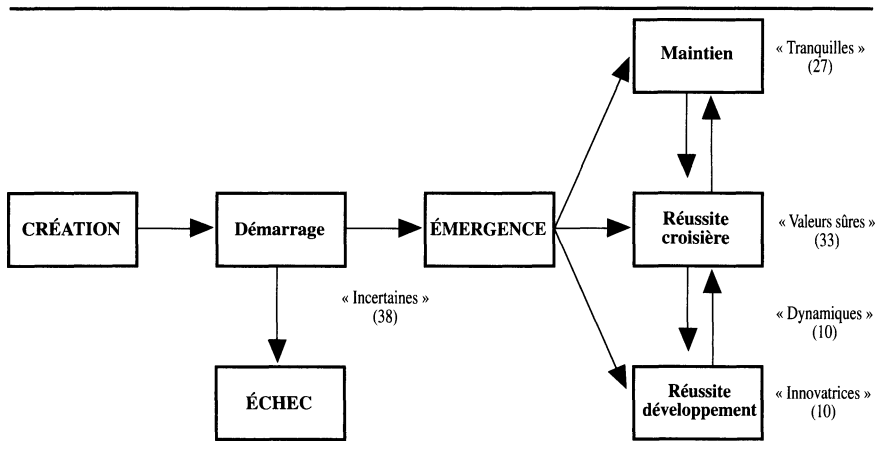 Maintien
« Tranquilles »
(27)
CRÉATION
Démarrage
ÉMERGENCE
Réussite
croisière
« Valeurs sûres »
(33)
« Incertaines »
(38)
« Dynamiques »
(10)
ÉCHEC
Réussite
développement
« Innovatrices »
(10)